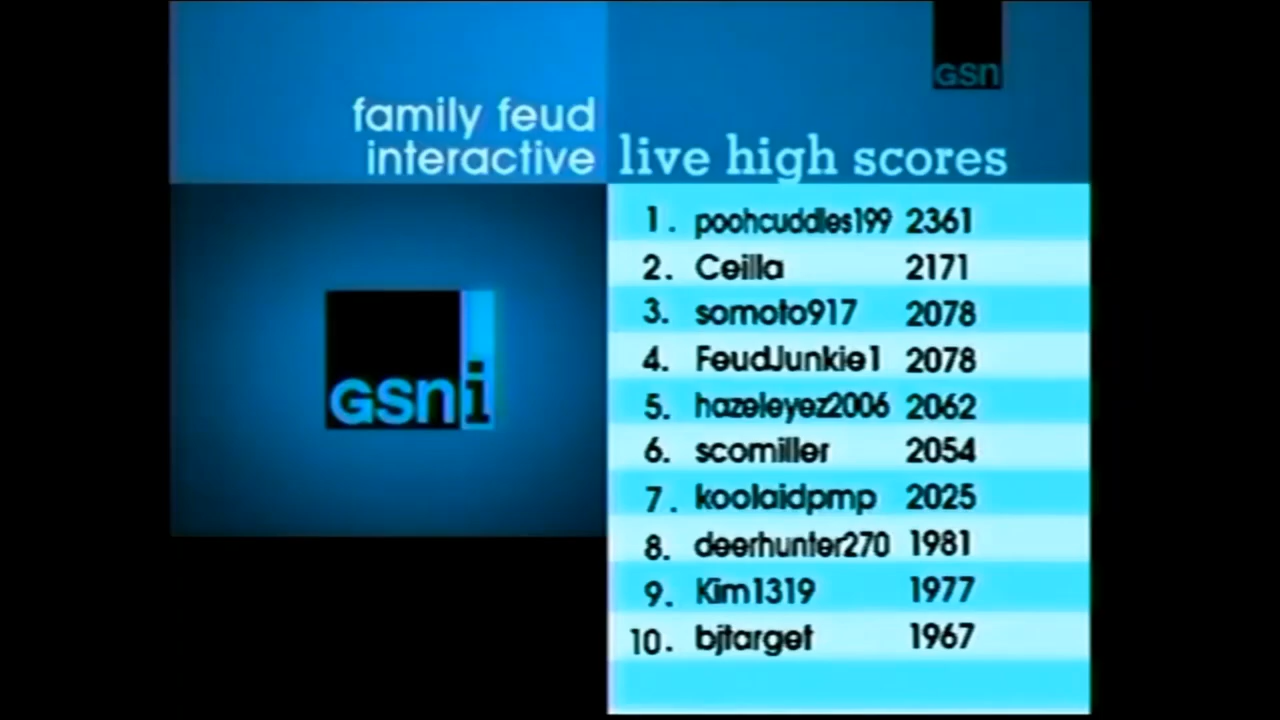 GSN
family feud
interactive
live high scores
GSNi
1. poohcuddles199 2361
2. Ceilla 2171
3. somoto917 2078
4. FeudJunkie1 2078
5. hazeleyez2006 2062
6. scomiller 2054
7. koolaidpmp 2025
8. deerhunter270 1981
9. Kim1319 1977
10. bjtarget 1967